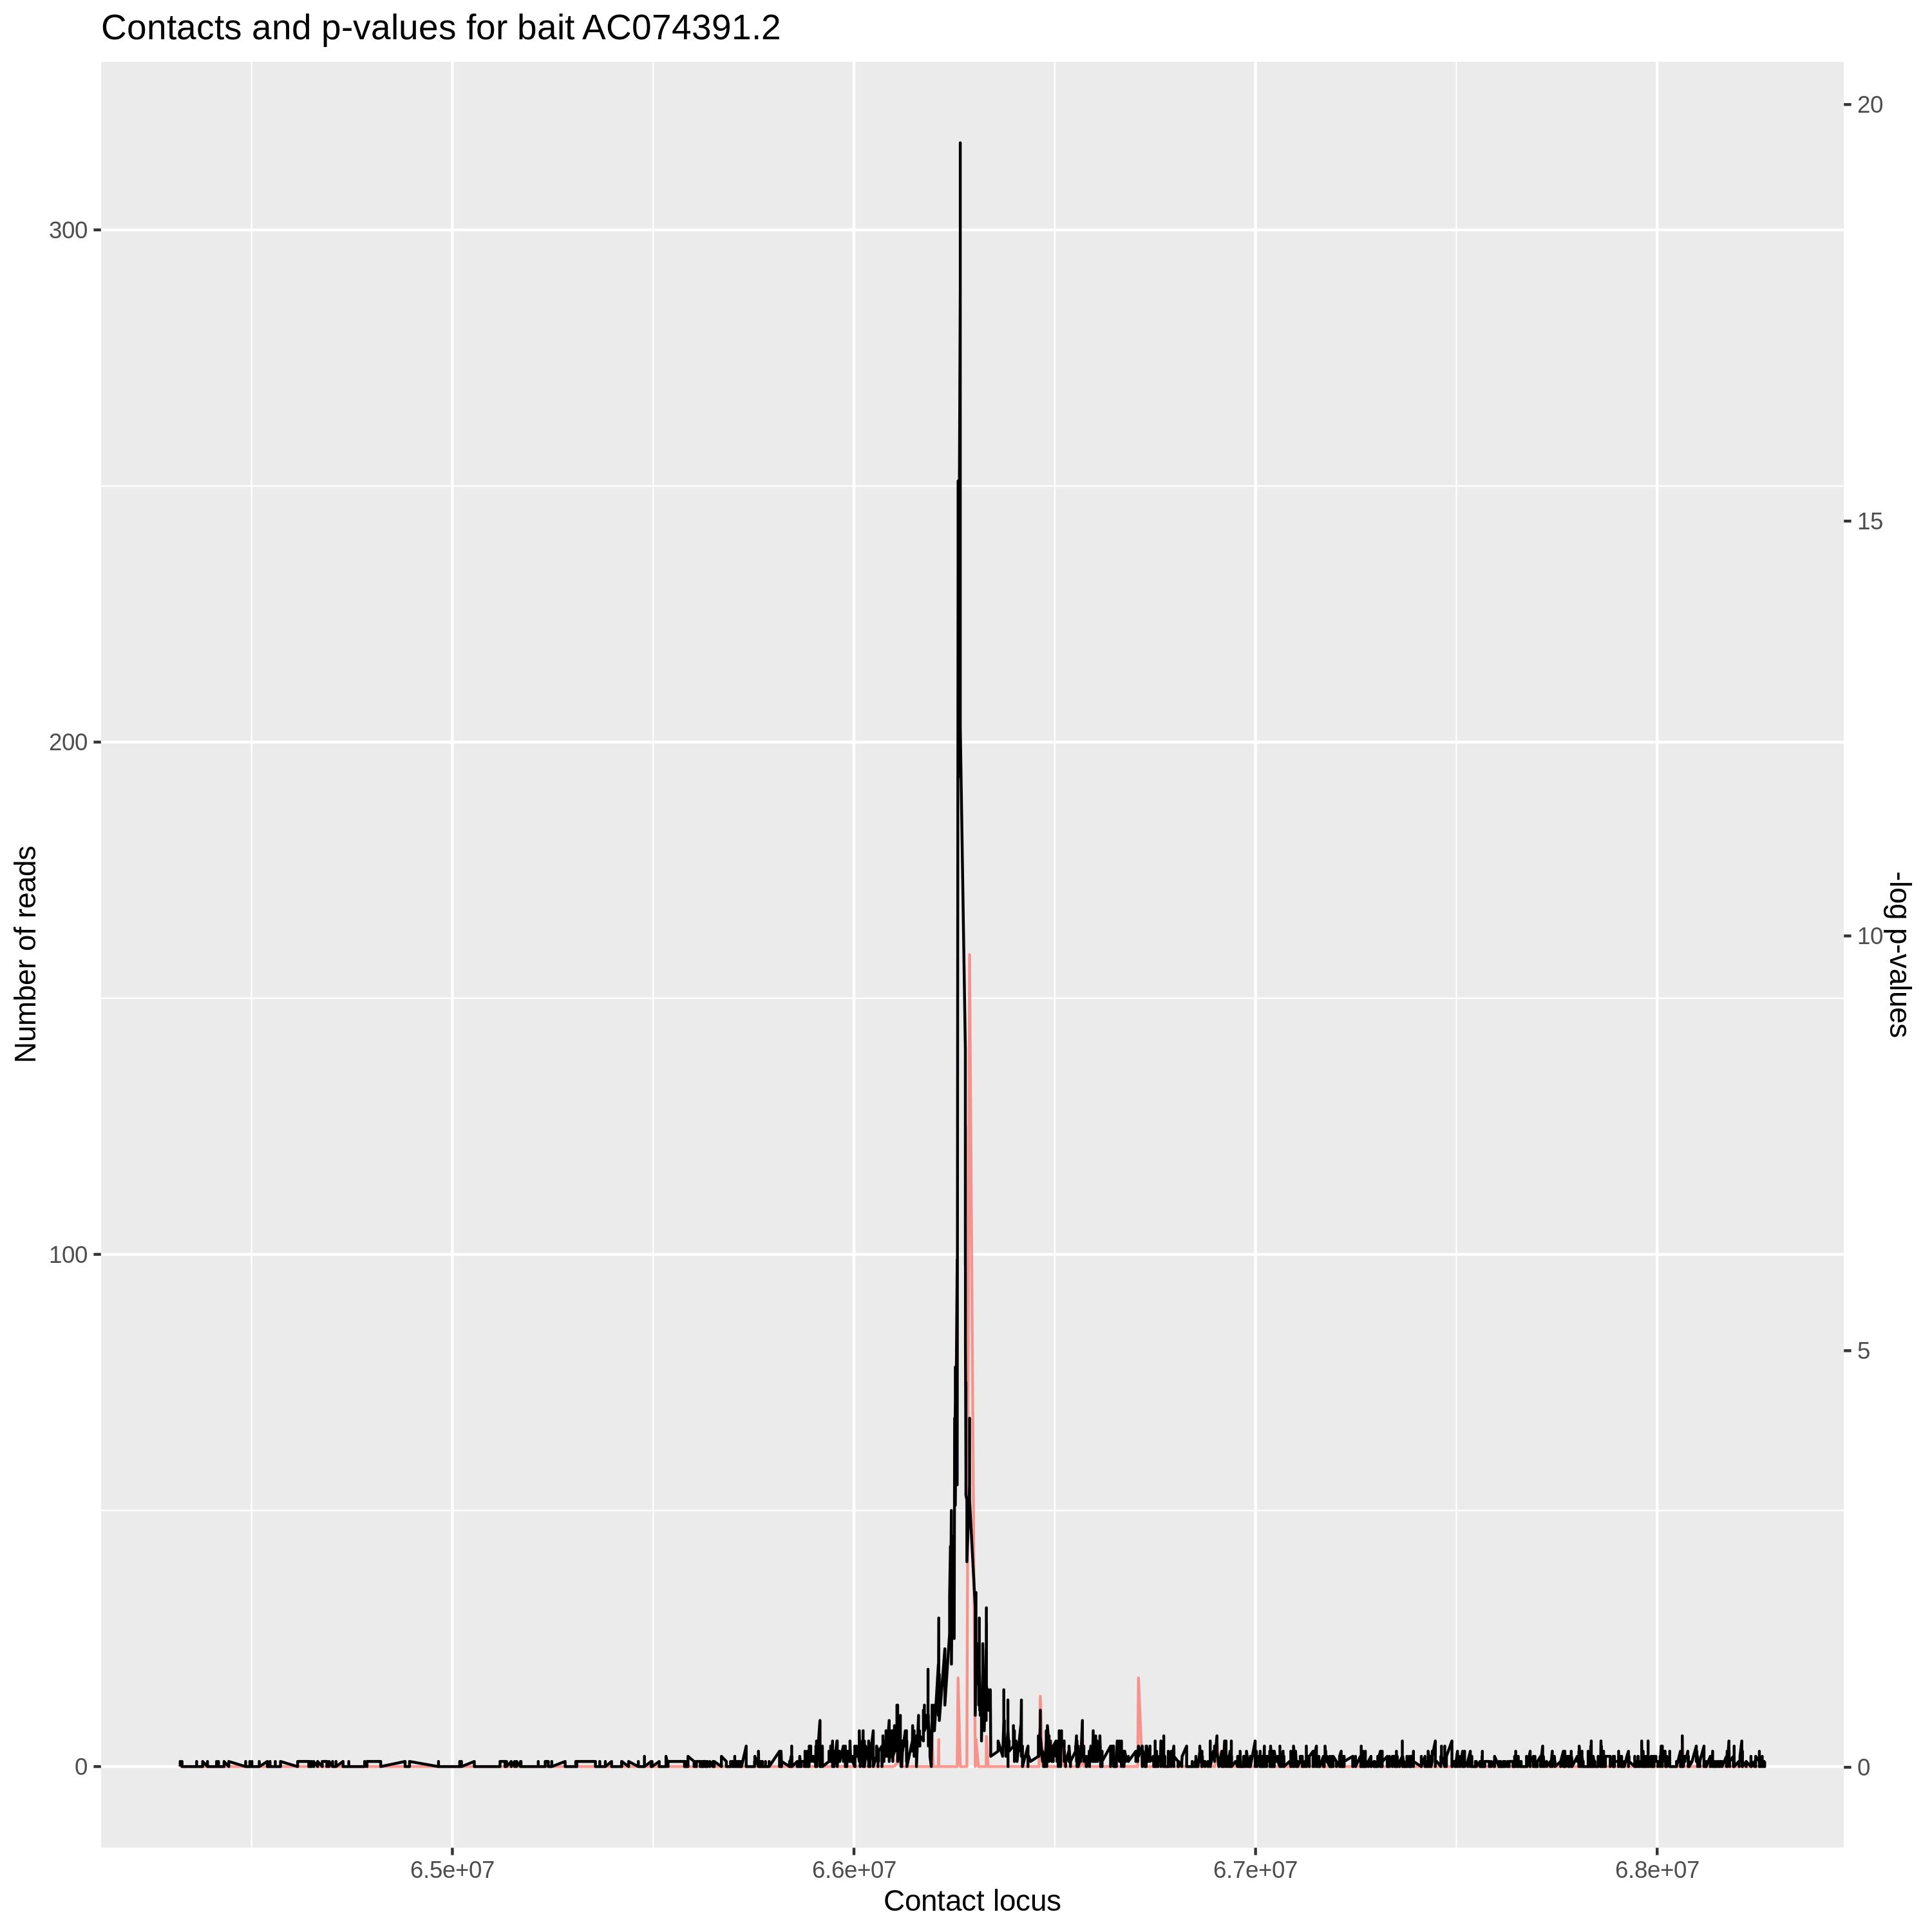 Contacts and p-values for bait AC074391.2
Number of reads
300
200
100
0
20
15
10
5
0
-log p-values
6.5e+07
6.6e+07
6.7e+07
6.8e+07
Contact locus